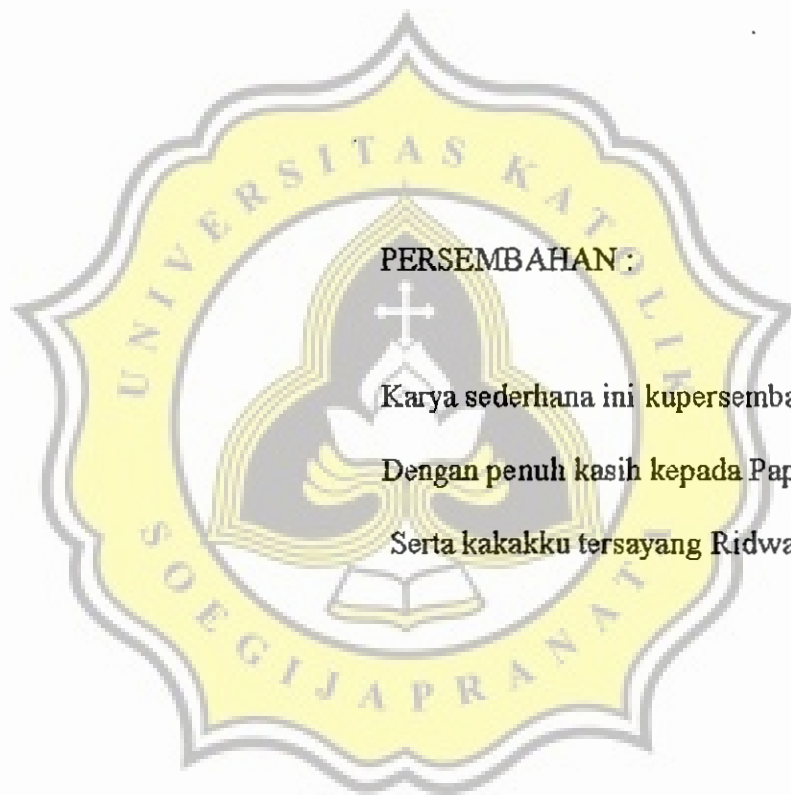 UNIVERSITAS KATOLIK
PERSEMBAHAN :
Karya sederhana ini kupersemba
Dengan penuh kasih kepada Pap
Serta kakakku tersayang Ridwa
SOEGIJAPRANATA